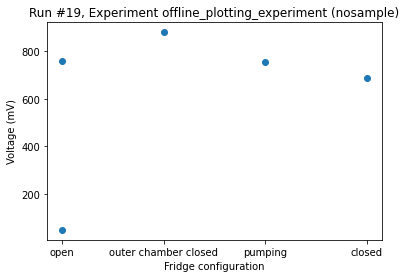 Run #19, Experiment offline_plotting_experiment (nosample)
800
600
400
200
Voltage (mV)
open
outer chamber closed
pumping
closed
Fridge configuration